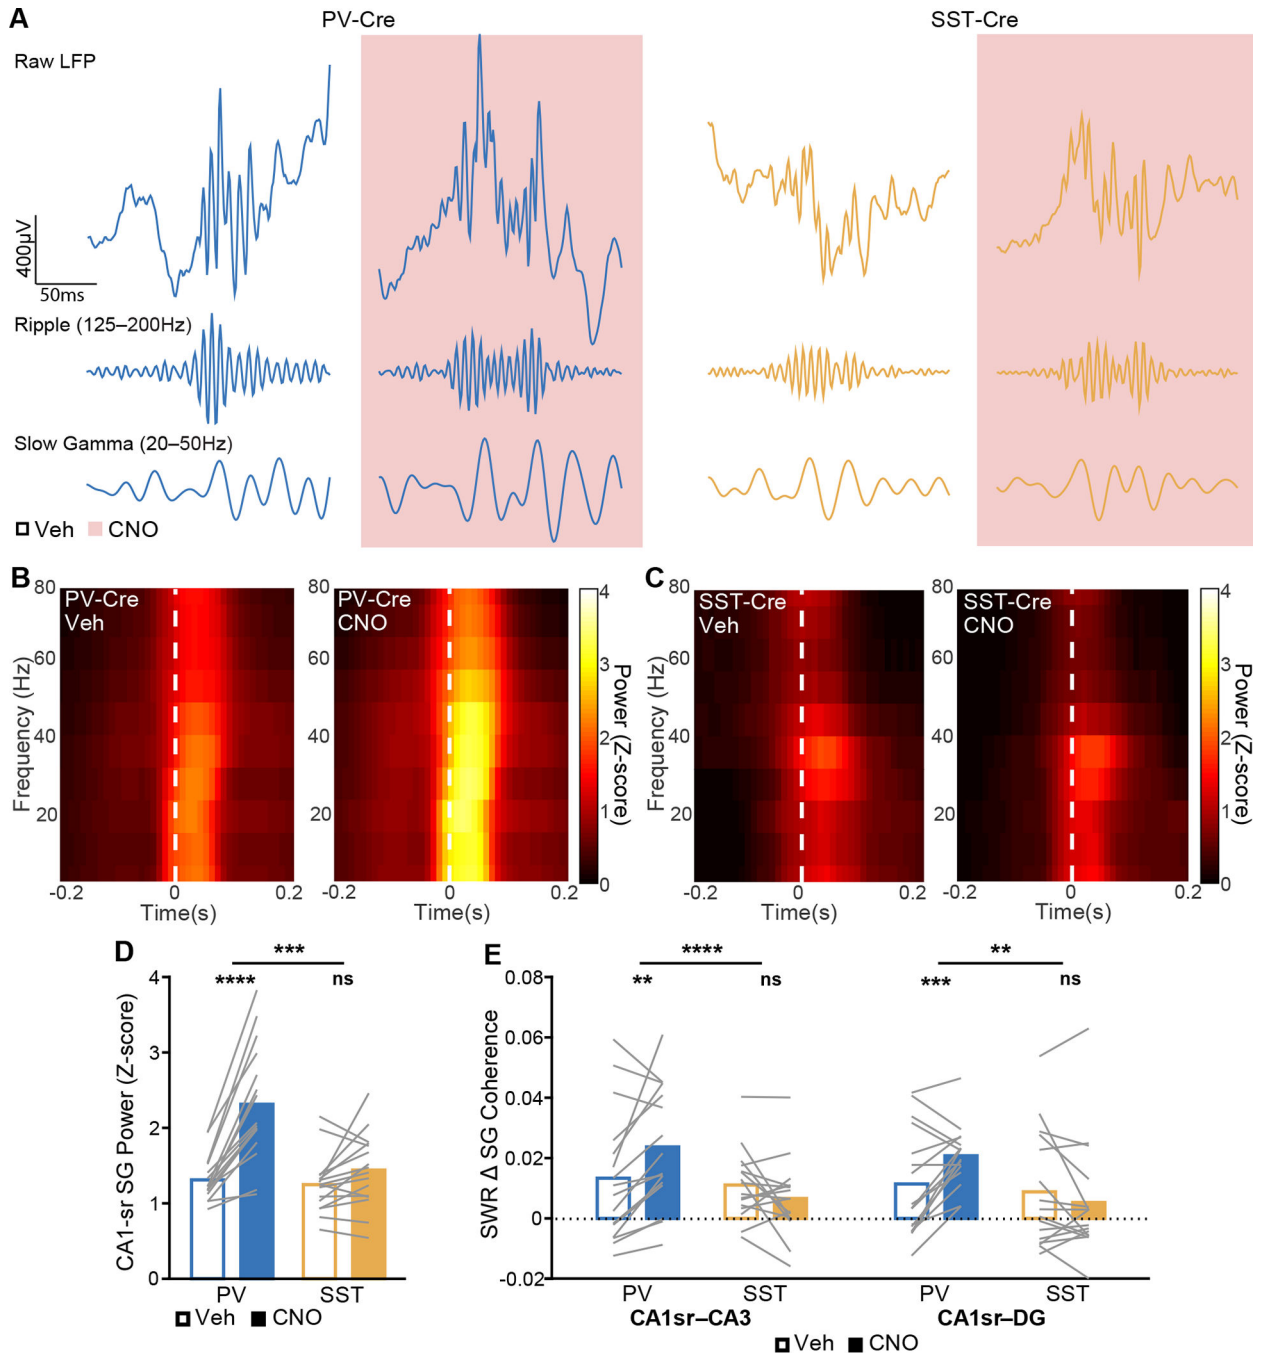 A
PV-Cre
SST-Cre
Raw LFP
400µV
50ms
Ripple (125–200Hz)
Slow Gamma (20–50Hz)
Veh
CNO
B
80
60
40
20
Frequency (Hz)
PV-Cre
Veh
-0.2
0
0.2
Time(s)
80
60
40
20
PV-Cre
CNO
-0.2
0
0.2
Time(s)
4
3
2
1
0
Power (Z-score)
C
80
60
40
20
Frequency (Hz)
SST-Cre
Veh
-0.2
0
0.2
Time(s)
80
60
40
20
SST-Cre
CNO
-0.2
0
0.2
Time(s)
4
3
2
1
0
Power (Z-score)
D
***
****
ns
4
3
2
1
0
CA1-sr SG Power (Z-score)
PV
SST
Veh
CNO
E
****
**
**
ns
***
ns
0.08
0.06
0.04
0.02
0
-0.02
SWR Δ SG Coherence
PV
SST
PV
SST
CA1sr–CA3
CA1sr–DG
Veh
CNO